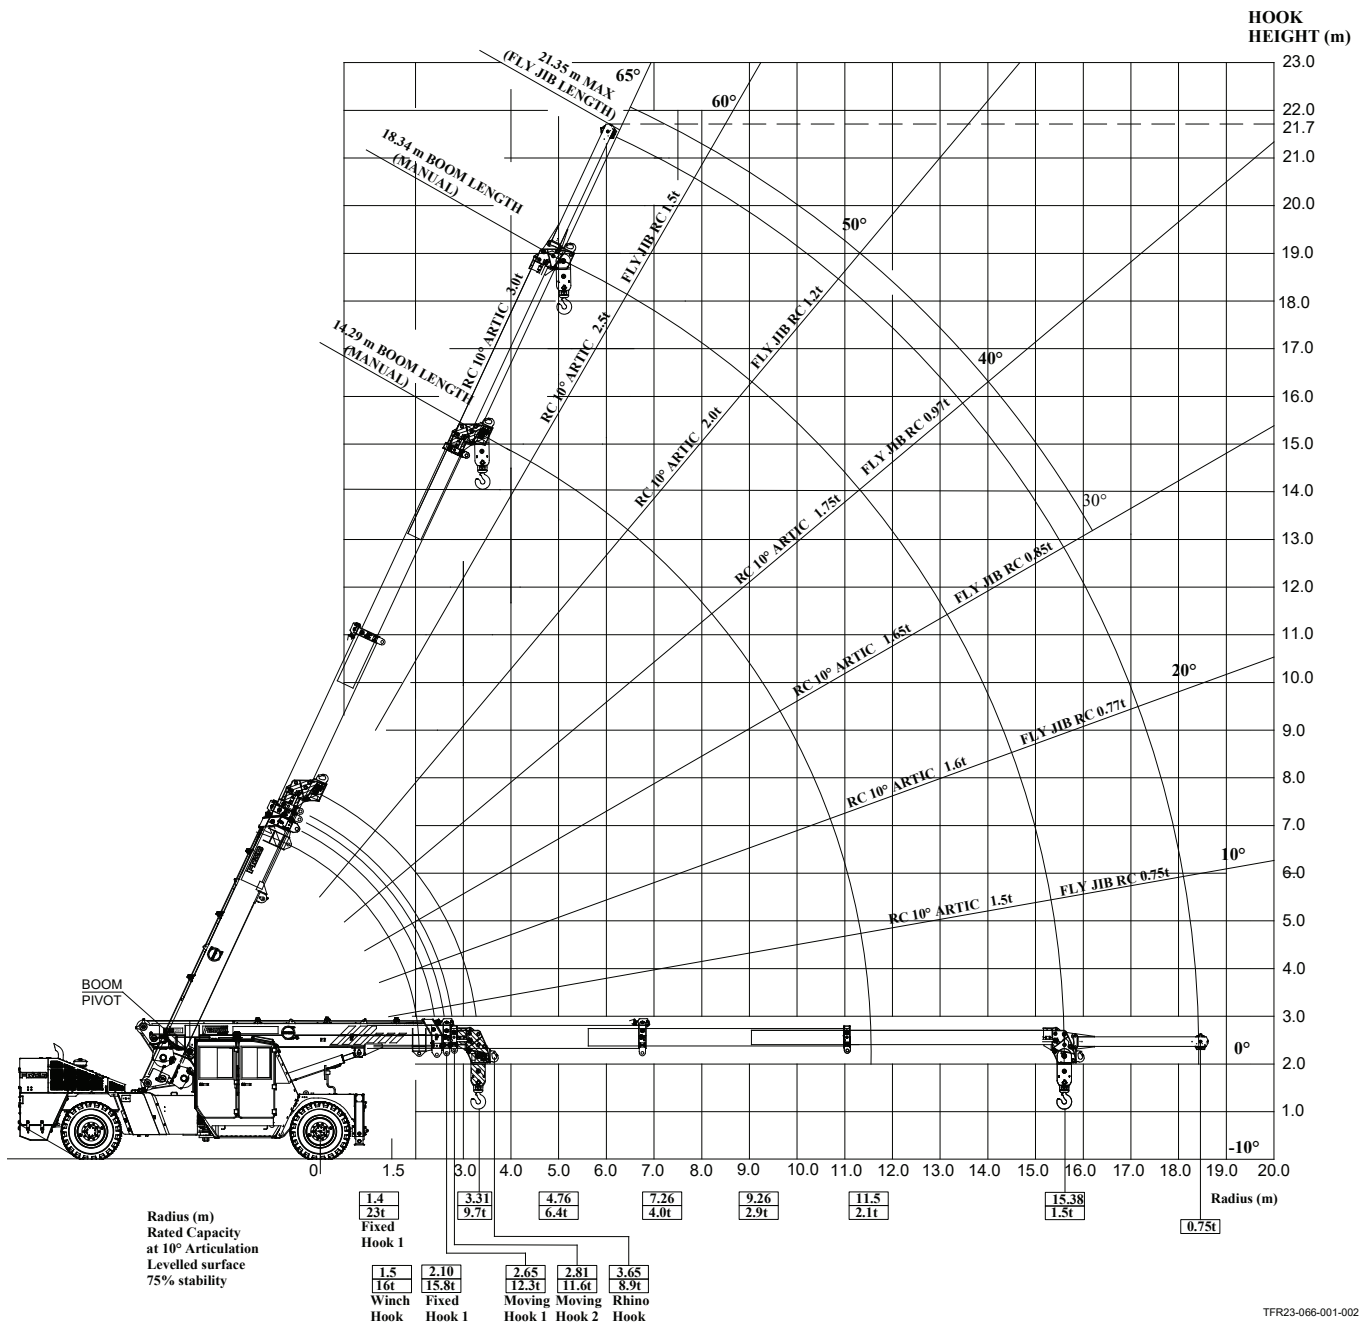 HOOK
HEIGHT (m)
23.0
22.0
21.7
21.0
20.0
19.0
18.0
17.0
16.0
15.0
14.0
13.0
12.0
11.0
10.0
9.0
8.0
7.0
6.0
5.0
4.0
3.0
2.0
1.0
21.35 m MAX
(FLY JIB LENGTH)
18.34 m BOOM LENGTH
(MANUAL)
14.29 m BOOM LENGTH
(MANUAL)
65°
60°
50°
40°
30°
20°
10°
0°
-10°
RC 10° ARTIC 3.0t
RC 10° ARTIC 2.5t
FLY JIB RC 1.5t
RC 10° ARTIC 2.0t
FLY JIB RC 1.2t
RC 10° ARTIC 1.75t
FLY JIB RC 0.97t
RC 10° ARTIC 1.65t
FLY JIB RC 0.85t
RC 10° ARTIC 1.6t
FLY JIB RC 0.77t
RC 10° ARTIC 1.5t
FLY JIB RC 0.75t
BOOM
PIVOT
0 1.5 3.0 4.0 5.0 6.0 7.0 8.0 9.0 10.0 11.0 12.0 13.0 14.0 15.0 16.0 17.0 18.0 19.0 20.0
Radius (m)
1.4 3.31 4.76 7.26 9.26 11.5 15.38
23t 9.7t 6.4t 4.0t 2.9t 2.1t 1.5t 0.75t
Fixed
Hook 1
Radius (m)
Rated Capacity
at 10° Articulation
Levelled surface
75% stability
1.5 2.10 2.65 2.81 3.65
16t 15.8t 12.3t 11.6t 8.9t
Winch Fixed Moving Moving Rhino
Hook Hook 1 Hook 1 Hook 2 Hook
TFR23-066-001-002